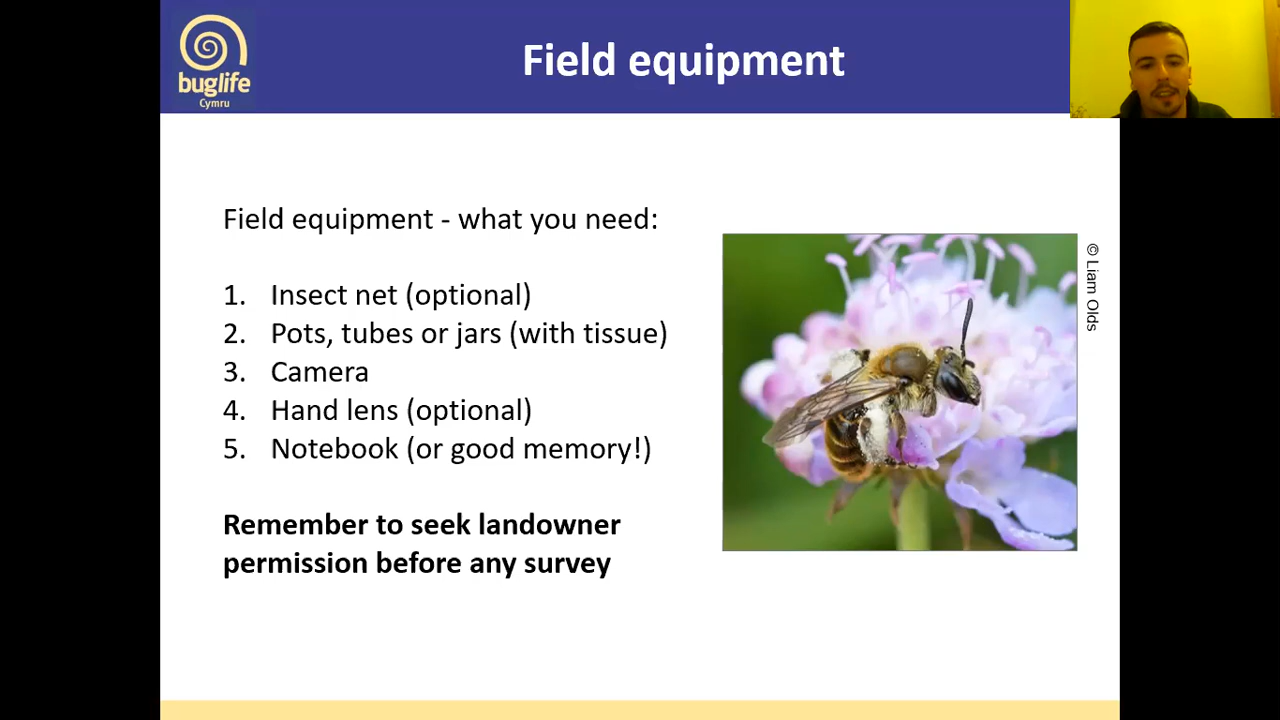 buglife
Cymru
Field equipment
Field equipment - what you need:
1. Insect net (optional)
2. Pots, tubes or jars (with tissue)
3. Camera
4. Hand lens (optional)
5. Notebook (or good memory!)
Remember to seek landowner
permission before any survey
© Liam Olds